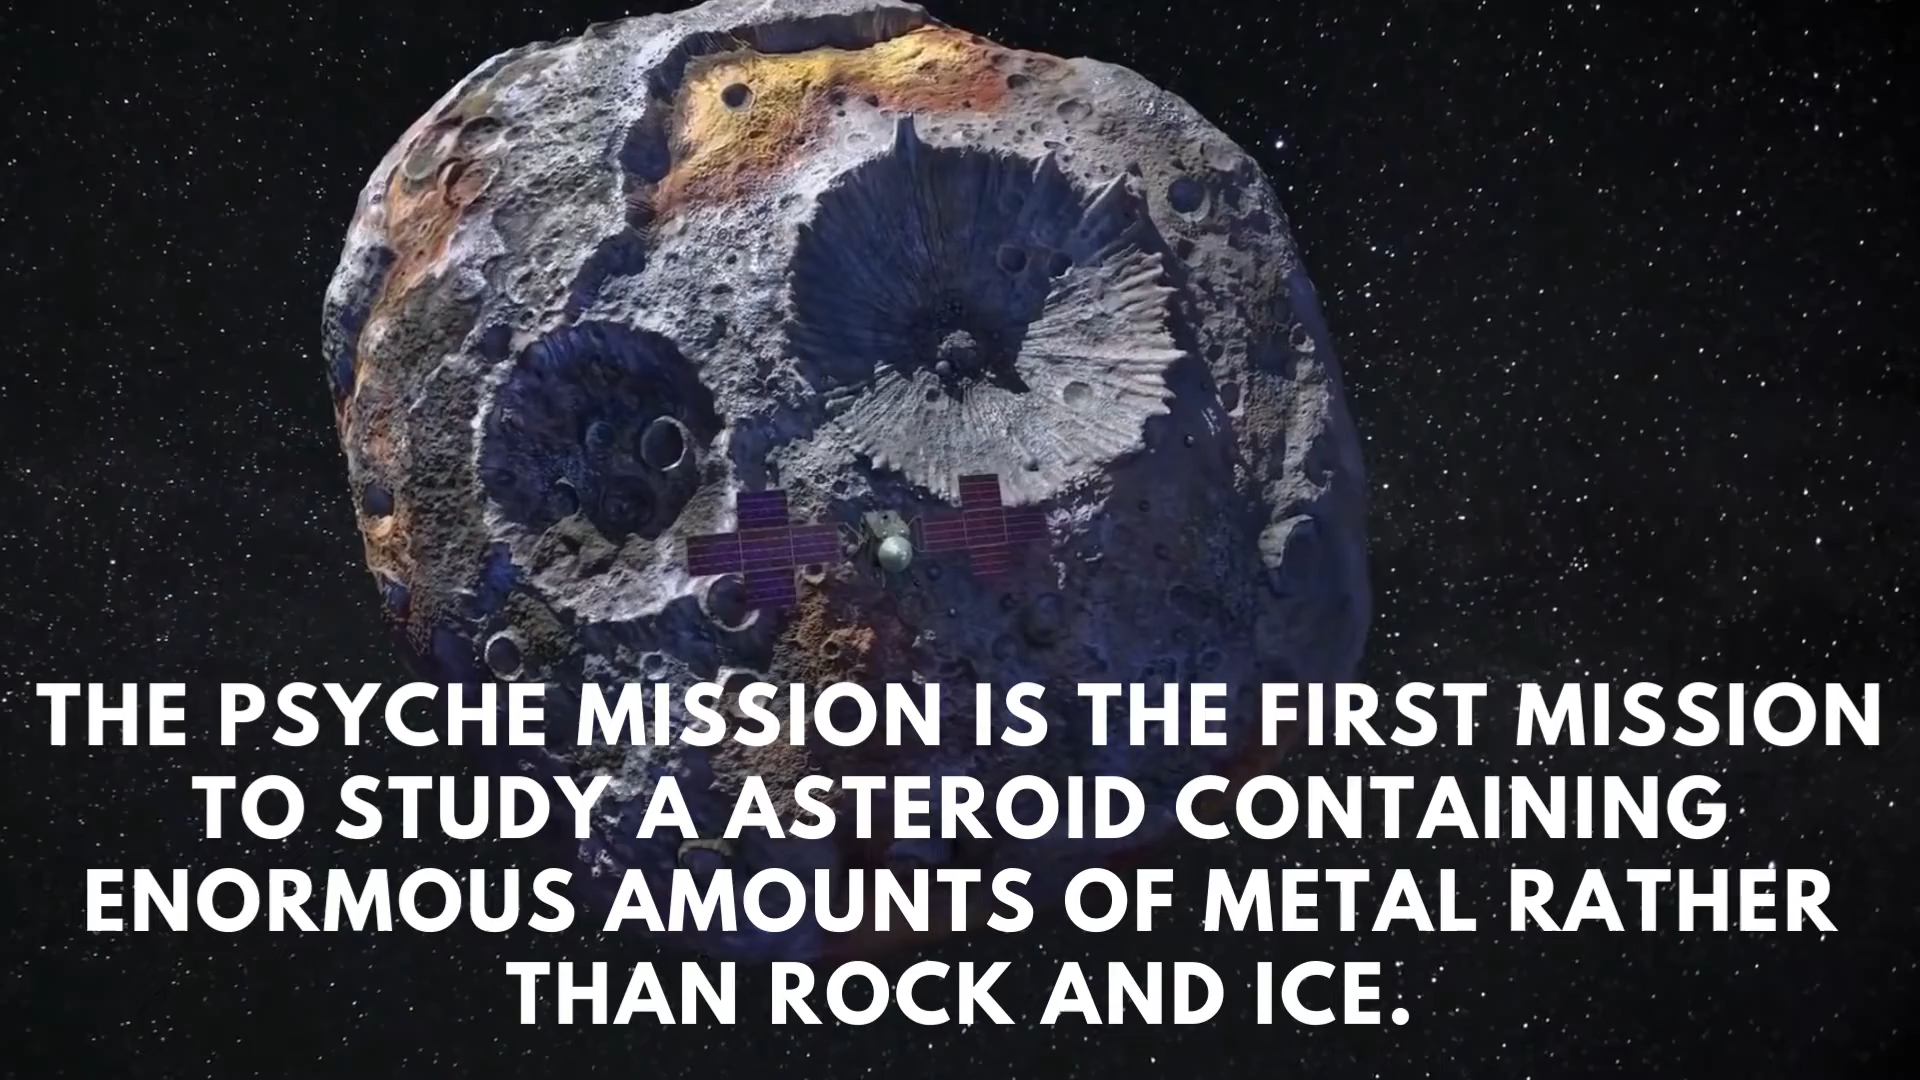 THE PSYCHE MISSION IS THE FIRST MISSION
TO STUDY A ASTEROID CONTAINING
ENORMOUS AMOUNTS OF METAL RATHER
THAN ROCK AND ICE.